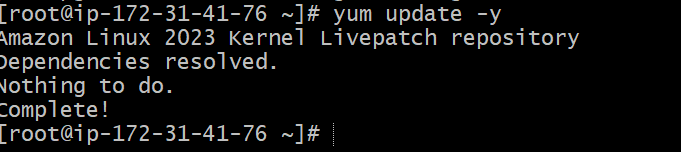 [root@ip-172-31-41-76 ~]# yum update -y
Amazon Linux 2023 Kernel Livepatch repository
Dependencies resolved.
Nothing to do.
Complete!
[root@ip-172-31-41-76 ~]#